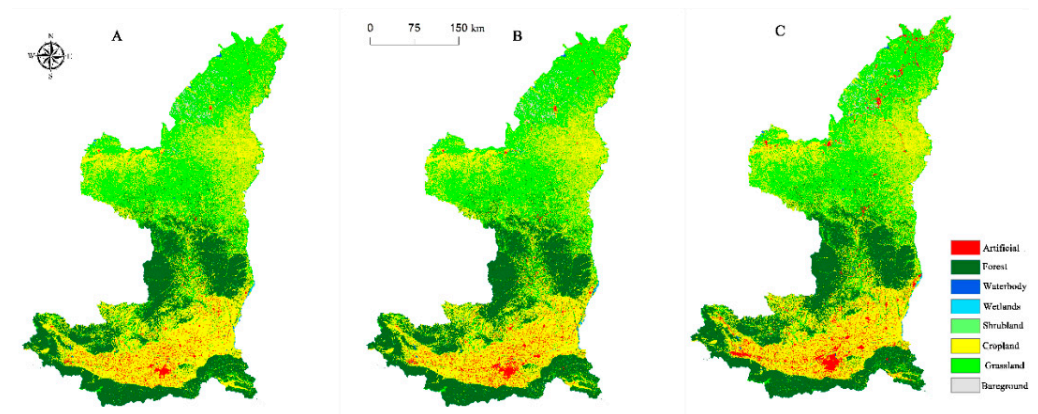 A
B
C
0 75 150 km
N
W
S
Artificial
Forest
Waterbody
Wetlands
Shrubland
Cropland
Grassland
Bareground